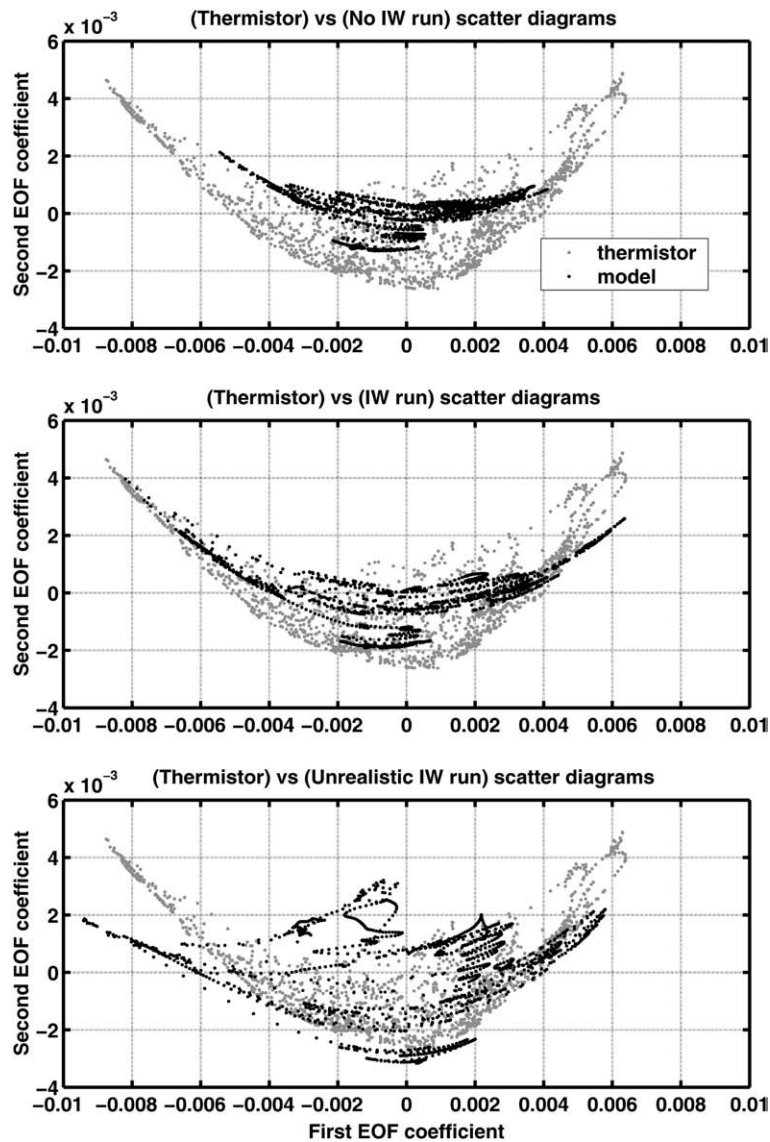 (Thermistor) vs (No IW run) scatter diagrams
x 10⁻³
6
4
2
0
−2
−4
Second EOF coefficient
thermistor
model
−0.01 −0.008 −0.006 −0.004 −0.002 0 0.002 0.004 0.006 0.008 0.01
(Thermistor) vs (IW run) scatter diagrams
x 10⁻³
6
4
2
0
−2
−4
Second EOF coefficient
−0.01 −0.008 −0.006 −0.004 −0.002 0 0.002 0.004 0.006 0.008 0.01
(Thermistor) vs (Unrealistic IW run) scatter diagrams
x 10⁻³
6
4
2
0
−2
−4
Second EOF coefficient
−0.01 −0.008 −0.006 −0.004 −0.002 0 0.002 0.004 0.006 0.008 0.01
First EOF coefficient